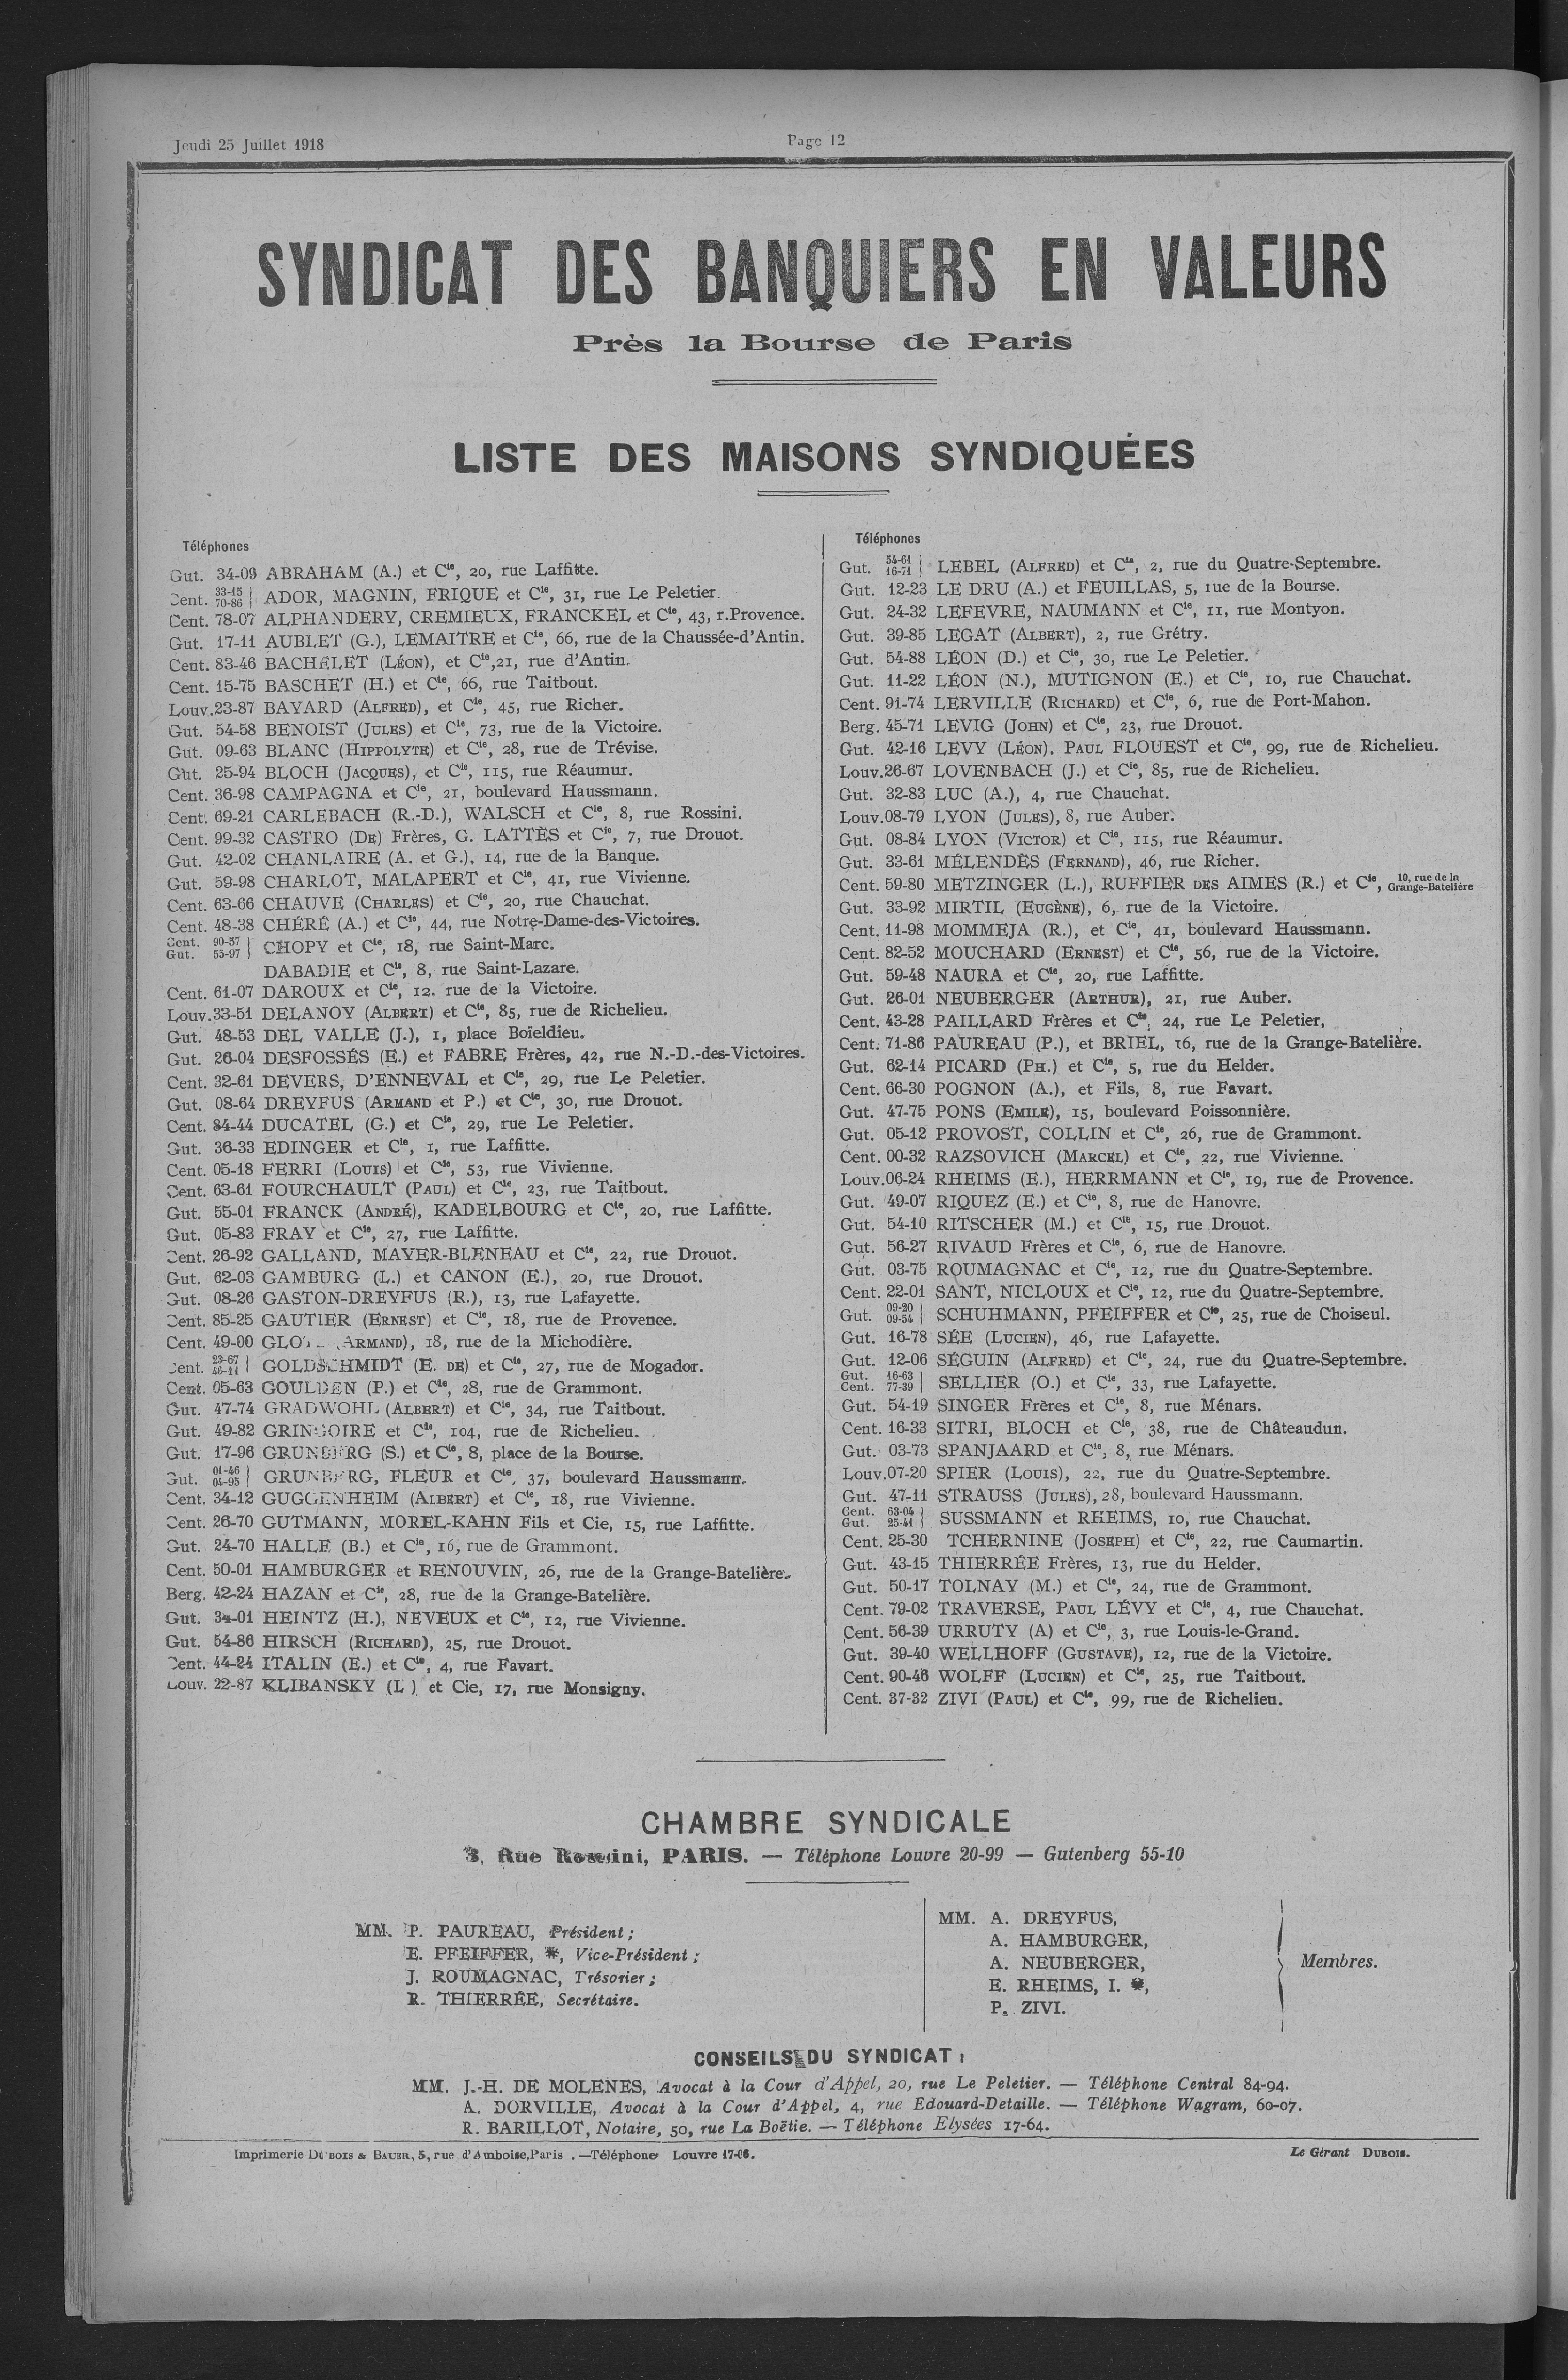 Jeudi 25 Juillet 1918
Page 12
SYNDICAT DES BANQUIERS EN VALEURS
Près la Bourse de Paris
LISTE DES MAISONS SYNDIQUÉES
Téléphones
Gut. 34-09 ABRAHAM (A.) et Cie, 20, rue Laffitte.
Cent. 33-15 70-86 } ADOR, MAGNIN, FRIQUE et Cie, 31, rue Le Peletier.
Cent. 78-07 ALPHANDERY, CREMIEUX, FRANCKEL et Cie, 43, r.Provence.
Gut. 17-11 AUBLET (G.), LEMAITRE et Cie, 66, rue de la Chaussée-d'Antin.
Cent. 83-46 BACHELET (LÉON), et Cie,21, rue d'Antin.
Cent. 15-75 BASCHET (H.) et Cie, 66, rue Taitbout.
Louv.23-87 BAYARD (ALFRED), et Cie, 45, rue Richer.
Gut. 54-58 BENOIST (JULES) et Cie, 73, rue de la Victoire.
Gut. 09-63 BLANC (HIPPOLYTE) et Cie, 28, rue de Trévise.
Gut. 25-94 BLOCH (JACQUES), et Cie, 115, rue Réaumur.
Cent. 36-98 CAMPAGNA et Cie, 21, boulevard Haussmann.
Cent. 69-21 CARLEBACH (R.-D.), WALSCH et Cie, 8, rue Rossini.
Cent. 99-32 CASTRO (DE) Frères, G. LATTÈS et Cie, 7, rue Drouot.
Gut. 42-02 CHANLAIRE (A. et G.), 14, rue de la Banque.
Gut. 59-98 CHARLOT, MALAPERT et Cie, 41, rue Vivienne.
Cent. 63-66 CHAUVE (CHARLES) et Cie, 20, rue Chauchat.
Cent. 48-38 CHÉRÉ (A.) et Cie, 44, rue Notre-Dame-des-Victoires.
Cent. 90-57 Gut. 55-97 } CHOPY et Cie, 18, rue Saint-Marc.
DABADIE et Cie, 8, rue Saint-Lazare.
Cent. 61-07 DAROUX et Cie, 12, rue de la Victoire.
Louv.33-51 DELANOY (ALBERT) et Cie, 85, rue de Richelieu.
Gut. 48-53 DEL VALLE (J.), 1, place Boïeldieu.
Gut. 26-04 DESFOSSÉS (E.) et FABRE Frères, 42, rue N.-D.-des-Victoires.
Cent. 32-61 DEVERS, D'ENNEVAL et Cie, 29, rue Le Peletier.
Gut. 08-64 DREYFUS (ARMAND et P.) et Cie, 30, rue Drouot.
Cent. 84-44 DUCATEL (G.) et Cie, 29, rue Le Peletier.
Gut. 36-33 EDINGER et Cie, 1, rue Laffitte.
Cent. 05-18 FERRI (LOUIS) et Cie, 53, rue Vivienne.
Cent. 63-61 FOURCHAULT (PAUL) et Cie, 23, rue Taitbout.
Gut. 55-01 FRANCK (ANDRÉ), KADELBOURG et Cie, 20, rue Laffitte.
Gut. 05-83 FRAY et Cie, 27, rue Laffitte.
Cent. 26-92 GALLAND, MAYER-BLENEAU et Cie, 22, rue Drouot.
Gut. 62-03 GAMBURG (L.) et CANON (E.), 20, rue Drouot.
Gut. 08-26 GASTON-DREYFUS (R.), 13, rue Lafayette.
Cent. 85-25 GAUTIER (ERNEST) et Cie, 18, rue de Provence.
Cent. 49-00 (ARMAND), 18, rue de la Michodière.
Cent. 23-67 46-11 } GOLDSCHMIDT (E. DE) et Cie, 27, rue de Mogador.
Cent. 05-63 GOULDEN (P.) et Cie, 28, rue de Grammont.
Gut. 47-74 GRADWOHL (ALBERT) et Cie, 34, rue Taitbout.
Gut. 49-82 GRINGOIRE et Cie, 104, rue de Richelieu.
Gut. 17-96 GRUNBERG (S.) et Cie, 8, place de la Bourse.
Gut. 01-46 04-95 } GRUNBERG, FLEUR et Cie, 37, boulevard Haussmann.
Cent. 34-12 GUGGENHEIM (ALBERT) et Cie, 18, rue Vivienne.
Cent. 26-70 GUTMANN, MOREL-KAHN Fils et Cie, 15, rue Laffitte.
Gut. 24-70 HALLE (B.) et Cie, 16, rue de Grammont.
Cent. 50-01 HAMBURGER et RENOUVIN, 26, rue de la Grange-Batelière.
Berg. 42-24 HAZAN et Cie, 28, rue de la Grange-Batelière.
Gut. 34-01 HEINTZ (H.), NEVEUX et Cie, 12, rue Vivienne.
Gut. 54-86 HIRSCH (RICHARD), 25, rue Drouot.
Cent. 44-24 ITALIN (E.) et Cie, 4, rue Favart.
Louv. 22-87 KLIBANSKY (L ) et Cie, 17, rue Monsigny.
Téléphones
Gut. 54-61 16-71 } LEBEL (ALFRED) et Cie, 2, rue du Quatre-Septembre.
Gut. 12-23 LE DRU (A.) et FEUILLAS, 5, rue de la Bourse.
Gut. 24-32 LEFEVRE, NAUMANN et Cie, 11, rue Montyon.
Gut. 39-85 LEGAT (ALBERT), 2, rue Grétry.
Gut. 54-88 LÉON (D.) et Cie, 30, rue Le Peletier.
Gut. 11-22 LÉON (N.), MUTIGNON (E.) et Cie, 10, rue Chauchat.
Cent. 91-74 LERVILLE (RICHARD) et Cie, 6, rue de Port-Mahon.
Berg. 45-71 LEVIG (JOHN) et Cie, 23, rue Drouot.
Gut. 42-16 LEVY (LÉON), PAUL FLOUEST et Cie, 99, rue de Richelieu.
Louv.26-67 LOVENBACH (J.) et Cie, 85, rue de Richelieu.
Gut. 32-83 LUC (A.), 4, rue Chauchat.
Louv.08-79 LYON (JULES), 8, rue Auber.
Gut. 08-84 LYON (VICTOR) et Cie, 115, rue Réaumur.
Gut. 33-61 MÉLENDÈS (FERNAND), 46, rue Richer.
Cent. 59-80 METZINGER (L.), RUFFIER DES AIMES (R.) et Cie, 10, rue de la Grange-Batelière
Gut. 33-92 MIRTIL (EUGÈNE), 6, rue de la Victoire.
Cent. 11-98 MOMMEJA (R.), et Cie, 41, boulevard Haussmann.
Cent. 82-52 MOUCHARD (ERNEST) et Cie, 56, rue de la Victoire.
Gut. 59-48 NAURA et Cie, 20, rue Laffitte.
Gut. 26-01 NEUBERGER (ARTHUR), 21, rue Auber.
Cent. 43-28 PAILLARD Frères et Cie, 24, rue Le Peletier,
Cent. 71-86 PAUREAU (P.), et BRIEL, 16, rue de la Grange-Batelière.
Gut. 62-14 PICARD (PH.) et Cie, 5, rue du Helder.
Cent. 66-30 POGNON (A.), et Fils, 8, rue Favart.
Gut. 47-75 PONS (EMILE), 15, boulevard Poissonnière.
Gut. 05-12 PROVOST, COLLIN et Cie, 26, rue de Grammont.
Cent. 00-32 RAZSOVICH (MARCEL) et Cie, 22, rue Vivienne.
Louv.06-24 RHEIMS (E.), HERRMANN et Cie, 19, rue de Provence.
Gut. 49-07 RIQUEZ (E.) et Cie, 8, rue de Hanovre.
Gut. 54-10 RITSCHER (M.) et Cie, 15, rue Drouot.
Gut. 56-27 RIVAUD Frères et Cie, 6, rue de Hanovre.
Gut. 03-75 ROUMAGNAC et Cie, 12, rue du Quatre-Septembre.
Cent. 22-01 SANT, NICLOUX et Cie, 12, rue du Quatre-Septembre.
Gut. 09-20 09-54 } SCHUHMANN, PFEIFFER et Cie, 25, rue de Choiseul.
Gut. 16-78 SÉE (LUCIEN), 46, rue Lafayette.
Gut. 12-06 SÉGUIN (ALFRED) et Cie, 24, rue du Quatre-Septembre.
Gut. 16-63 Cent. 77-39 } SELLIER (O.) et Cie, 33, rue Lafayette.
Gut. 54-19 SINGER Frères et Cie, 8, rue Ménars.
Cent. 16-33 SITRI, BLOCH et Cie, 38, rue de Châteaudun.
Gut. 03-73 SPANJAARD et Cie, 8, rue Ménars.
Louv.07-20 SPIER (LOUIS), 22, rue du Quatre-Septembre.
Gut. 47-11 STRAUSS (JULES), 28, boulevard Haussmann.
Cent. 63-04 Gut. 25-41 } SUSSMANN et RHEIMS, 10, rue Chauchat.
Cent. 25-30 TCHERNINE (JOSEPH) et Cie, 22, rue Caumartin.
Gut. 43-15 THIERRÉE Frères, 13, rue du Helder.
Gut. 50-17 TOLNAY (M.) et Cie, 24, rue de Grammont.
Cent. 79-02 TRAVERSE, PAUL LÉVY et Cie, 4, rue Chauchat.
Cent. 56-39 URRUTY (A) et Cie, 3, rue Louis-le-Grand.
Gut. 39-40 WELLHOFF (GUSTAVE), 12, rue de la Victoire.
Cent. 90-46 WOLFF (LUCIEN) et Cie, 25, rue Taitbout.
Cent. 37-32 ZIVI (PAUL) et Cie, 99, rue de Richelieu.
CHAMBRE SYNDICALE
3, Rue Rossini, PARIS. — Téléphone Louvre 20-99 — Gutenberg 55-10
MM. P. PAUREAU, Président ;
E. PFEIFFER, *, Vice-Président ;
J. ROUMAGNAC, Trésorier ;
R. THIERRÉE, Secrétaire.
MM. A. DREYFUS,
A. HAMBURGER,
A. NEUBERGER,
E. RHEIMS, I. *,
P. ZIVI.
Membres.
CONSEILS DU SYNDICAT :
MM. J.-H. DE MOLENES, Avocat à la Cour d'Appel, 20, rue Le Peletier. — Téléphone Central 84-94.
A. DORVILLE, Avocat à la Cour d'Appel, 4, rue Edouard-Detaille. — Téléphone Wagram, 60-07.
R. BARILLOT, Notaire, 50, rue La Boëtie. — Téléphone Elysées 17-64.
Imprimerie DUBOIS & BAUER, 5, rue d'Amboise,Paris . —Téléphone Louvre 17-06.
Le Gérant DUBOIS.